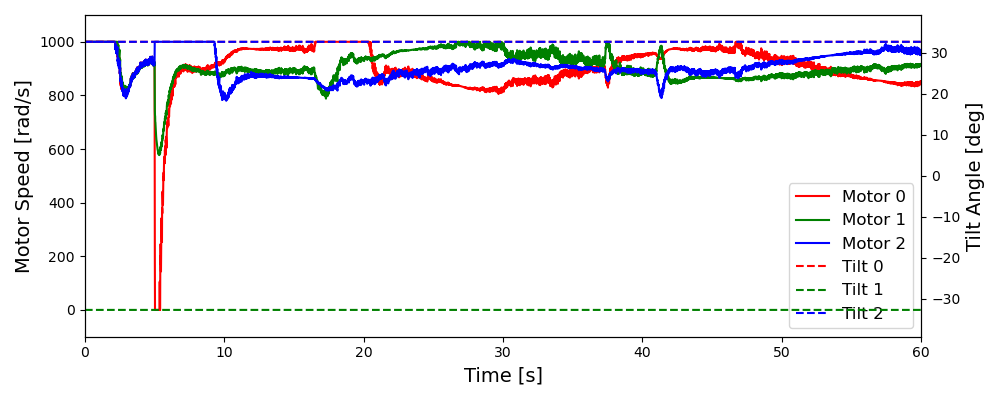 Motor Speed [rad/s]
1000
800
600
400
200
0
0
10
20
30
40
50
60
Time [s]
30
20
10
0
−10
−20
−30
Tilt Angle [deg]
Motor 0
Motor 1
Motor 2
Tilt 0
Tilt 1
Tilt 2